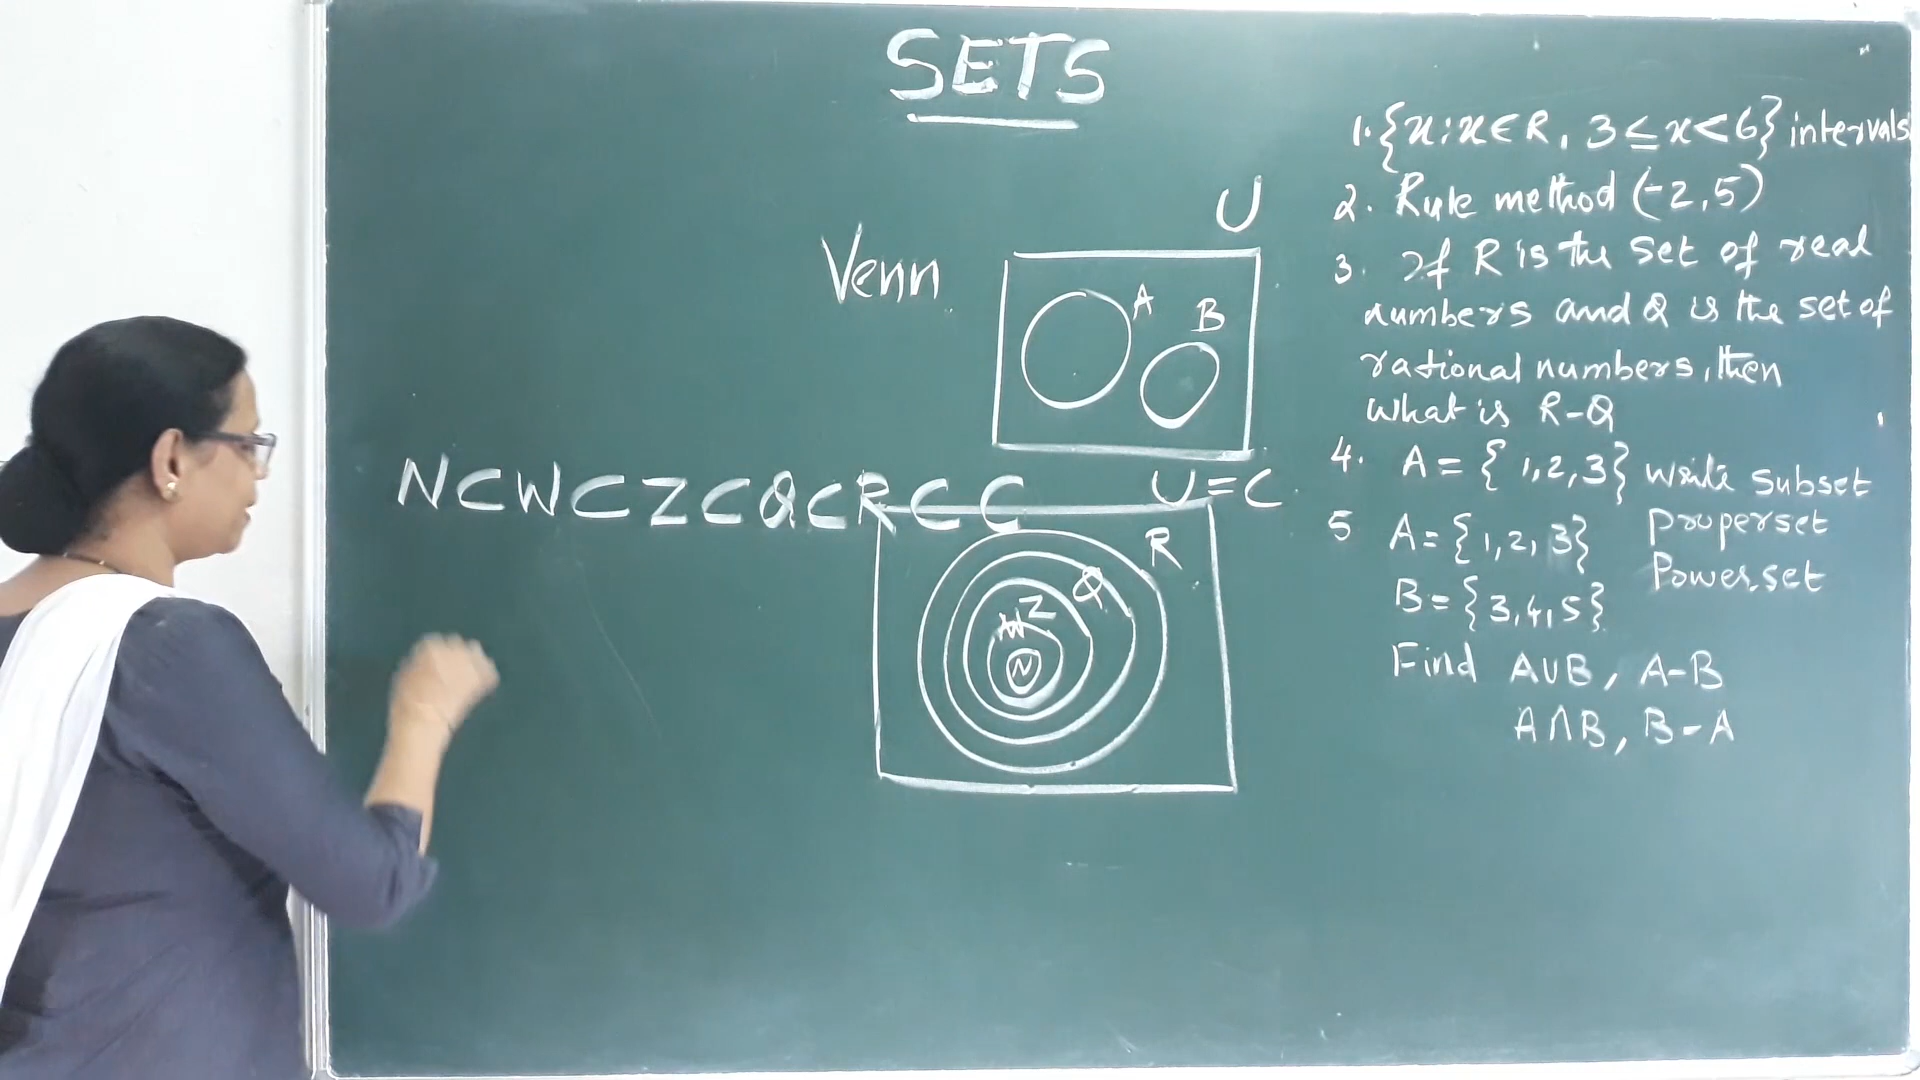 SETS
Venn
U
A
B
N⊂W⊂Z⊂Q⊂R⊂C
U=C
R
Q
Z
W
N
1. {x:x∈R, 3≤x<6} intervals
2. Rule method (-2,5)
3. If R is the set of real
numbers and Q is the set of
rational numbers, then
what is R-Q
4. A={1,2,3} write subset
properset
Power set
5 A={1,2,3}
B={3,4,5}
Find A∪B, A-B
A∩B, B-A